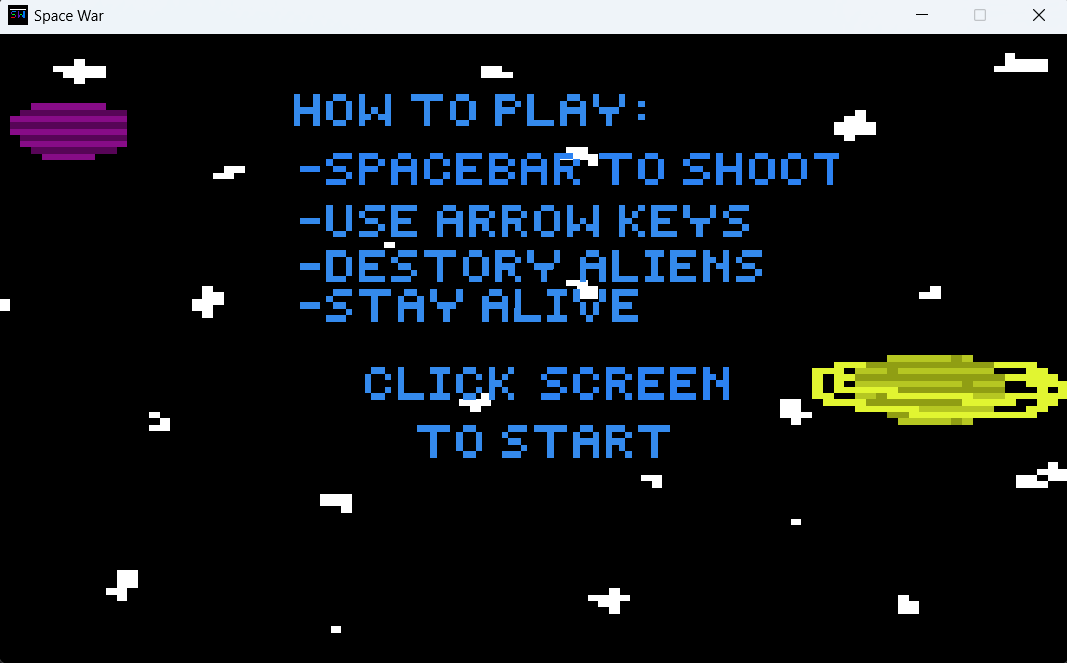 Space War
HOW TO PLAY:
-SPACEBAR TO SHOOT
-USE ARROW KEYS
-DESTORY ALIENS
-STAY ALIVE
CLICK SCREEN
TO START